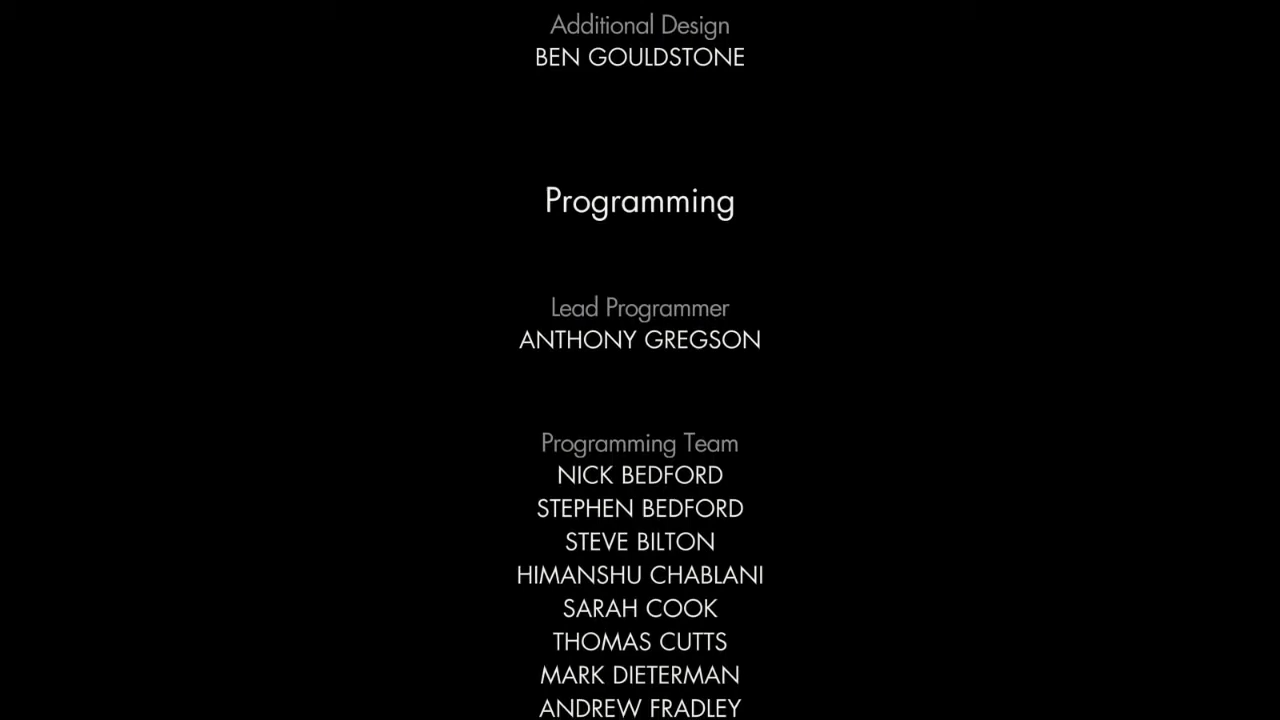 Additional Design
BEN GOULDSTONE
Programming
Lead Programmer
ANTHONY GREGSON
Programming Team
NICK BEDFORD
STEPHEN BEDFORD
STEVE BILTON
HIMANSHU CHABLANI
SARAH COOK
THOMAS CUTTS
MARK DIETERMAN
ANDREW FRADLEY